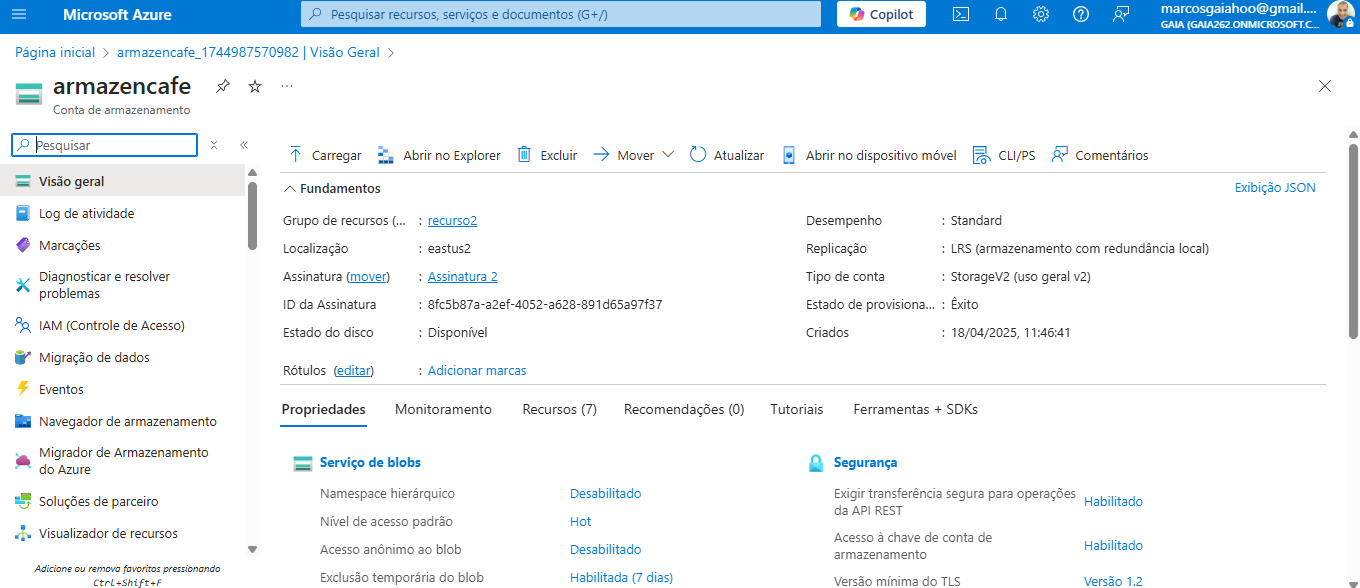 Microsoft Azure
Pesquisar recursos, serviços e documentos (G+/)
Copilot
marcosgaiahoo@gmail....
GAIA (GAIA262.ONMICROSOFT.C...
Página inicial > armazencafe_1744987570982 | Visão Geral >
armazencafe
Conta de armazenamento
Pesquisar
Carregar Abrir no Explorer Excluir Mover Atualizar Abrir no dispositivo móvel CLI/PS Comentários
Visão geral
Log de atividade
Marcações
Diagnosticar e resolver
problemas
IAM (Controle de Acesso)
Migração de dados
Eventos
Navegador de armazenamento
Migrador de Armazenamento
do Azure
Soluções de parceiro
Visualizador de recursos
Adicione ou remova favoritos pressionando
Ctrl+Shift+F
Fundamentos
Exibição JSON
Grupo de recursos (... : recurso2
Localização : eastus2
Assinatura (mover) : Assinatura 2
ID da Assinatura : 8fc5b87a-a2ef-4052-a628-891d65a97f37
Estado do disco : Disponível
Desempenho : Standard
Replicação : LRS (armazenamento com redundância local)
Tipo de conta : StorageV2 (uso geral v2)
Estado de provisiona... : Êxito
Criados : 18/04/2025, 11:46:41
Rótulos (editar) : Adicionar marcas
Propriedades Monitoramento Recursos (7) Recomendações (0) Tutoriais Ferramentas + SDKs
Serviço de blobs
Namespace hierárquico Desabilitado
Nível de acesso padrão Hot
Acesso anônimo ao blob Desabilitado
Exclusão temporária do blob Habilitada (7 dias)
Segurança
Exigir transferência segura para operações
da API REST Habilitado
Acesso à chave de conta de
armazenamento Habilitado
Versão mínima do TLS Versão 1.2